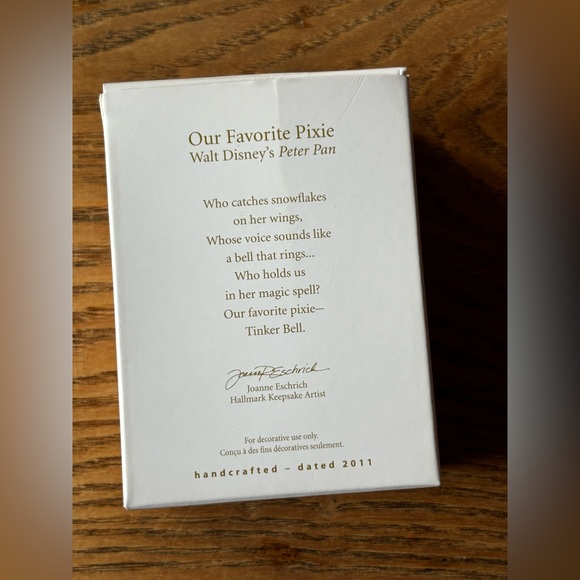 Our Favorite Pixie
Walt Disney's Peter Pan
Who catches snowflakes
on her wings,
Whose voice sounds like
a bell that rings...
Who holds us
in her magic spell?
Our favorite pixie—
Tinker Bell.
Joanne Eschrich
Joanne Eschrich
Hallmark Keepsake Artist
For decorative use only.
Conçu à des fins décoratives seulement.
handcrafted – dated 2011